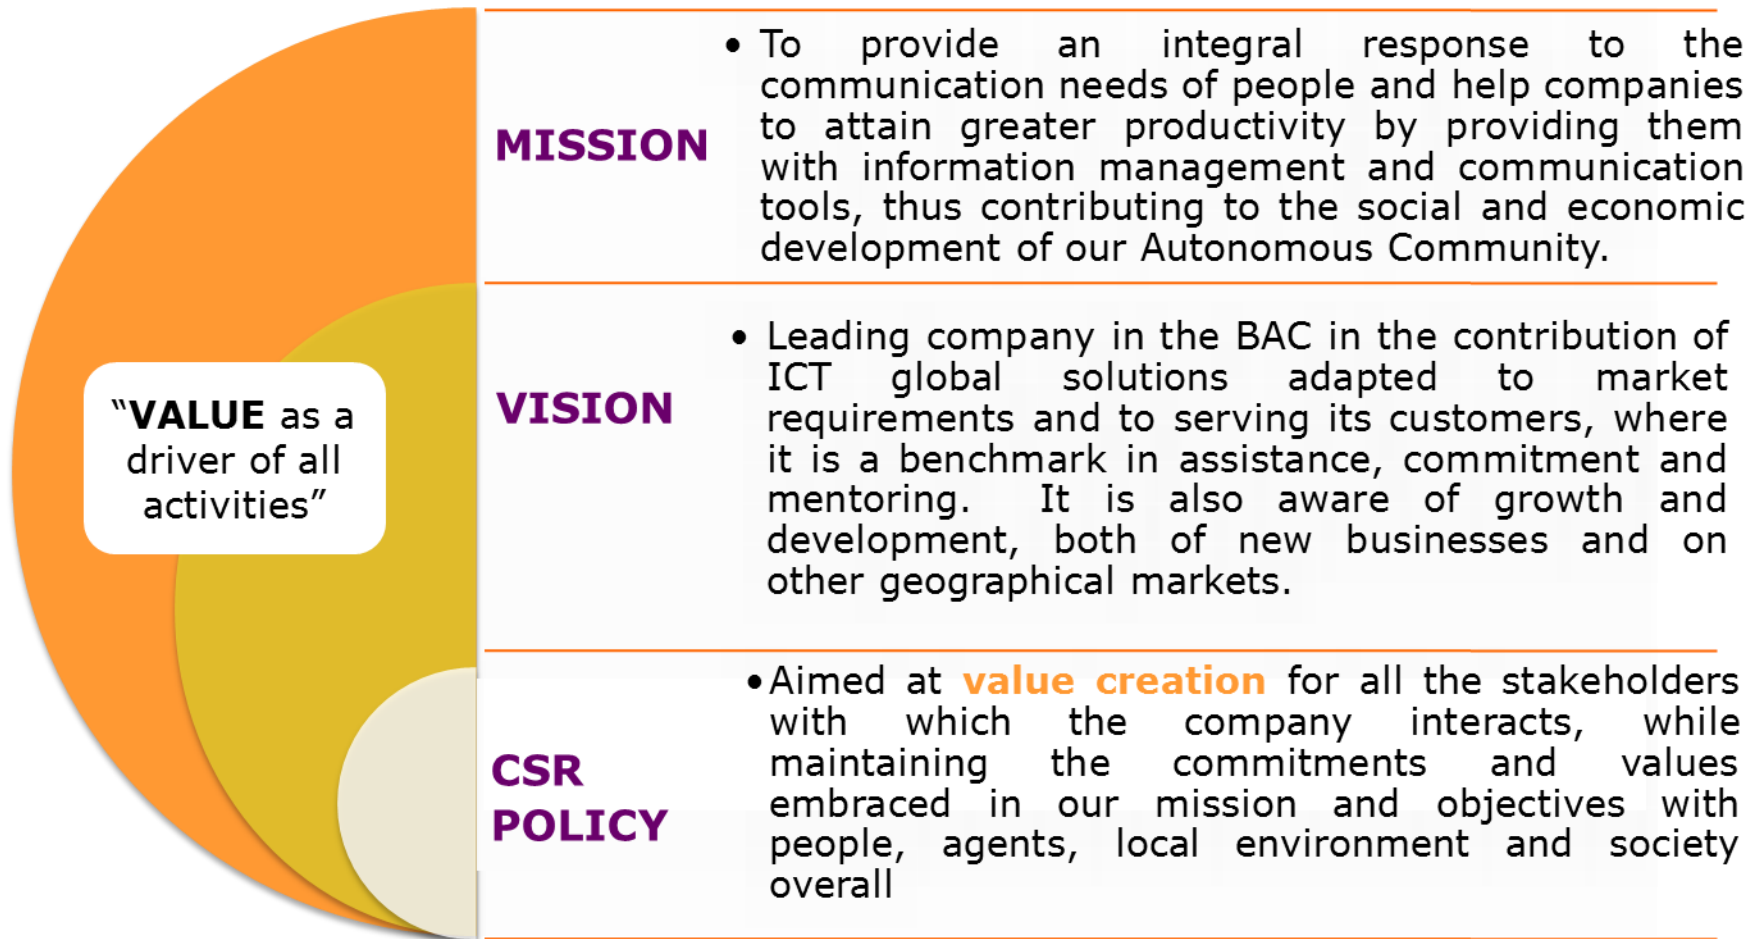 “VALUE as a
driver of all
activities”
MISSION
• To provide an integral response to the
communication needs of people and help companies
to attain greater productivity by providing them
with information management and communication
tools, thus contributing to the social and economic
development of our Autonomous Community.
VISION
• Leading company in the BAC in the contribution of
ICT global solutions adapted to market
requirements and to serving its customers, where
it is a benchmark in assistance, commitment and
mentoring. It is also aware of growth and
development, both of new businesses and on
other geographical markets.
CSR
POLICY
• Aimed at value creation for all the stakeholders
with which the company interacts, while
maintaining the commitments and values
embraced in our mission and objectives with
people, agents, local environment and society
overall